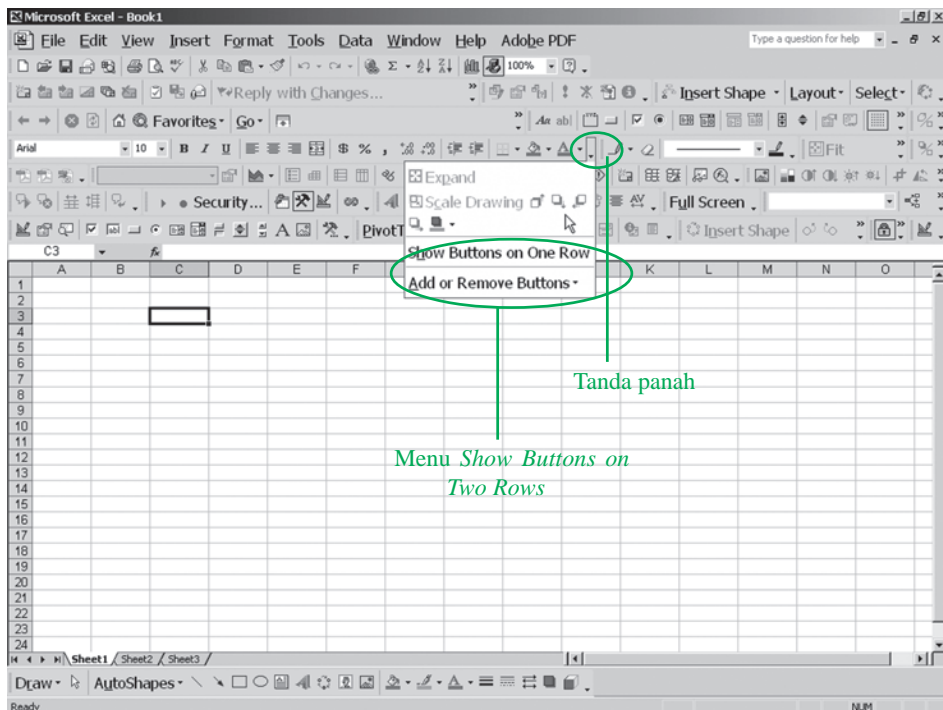 Microsoft Excel - Book1
File Edit View Insert Format Tools Data Window Help Adobe PDF Type a question for help
100%
Reply with Changes... Insert Shape Layout Select
Favorites Go Aa ab|
Arial 10 B I U $ % , A Fit
Expand
Security... Scale Drawing Full Screen
A PivotT Insert Shape
Show Buttons on One Row
C3 fx
Add or Remove Buttons
A B C D E F K L M N O
1
2
3
4
5
6
7
Tanda panah
8
9
10
11
12
Menu Show Buttons on
13
14
Two Rows
15
16
17
18
19
20
21
22
23
24
Sheet1 Sheet2 Sheet3
Draw AutoShapes A
Ready NUM